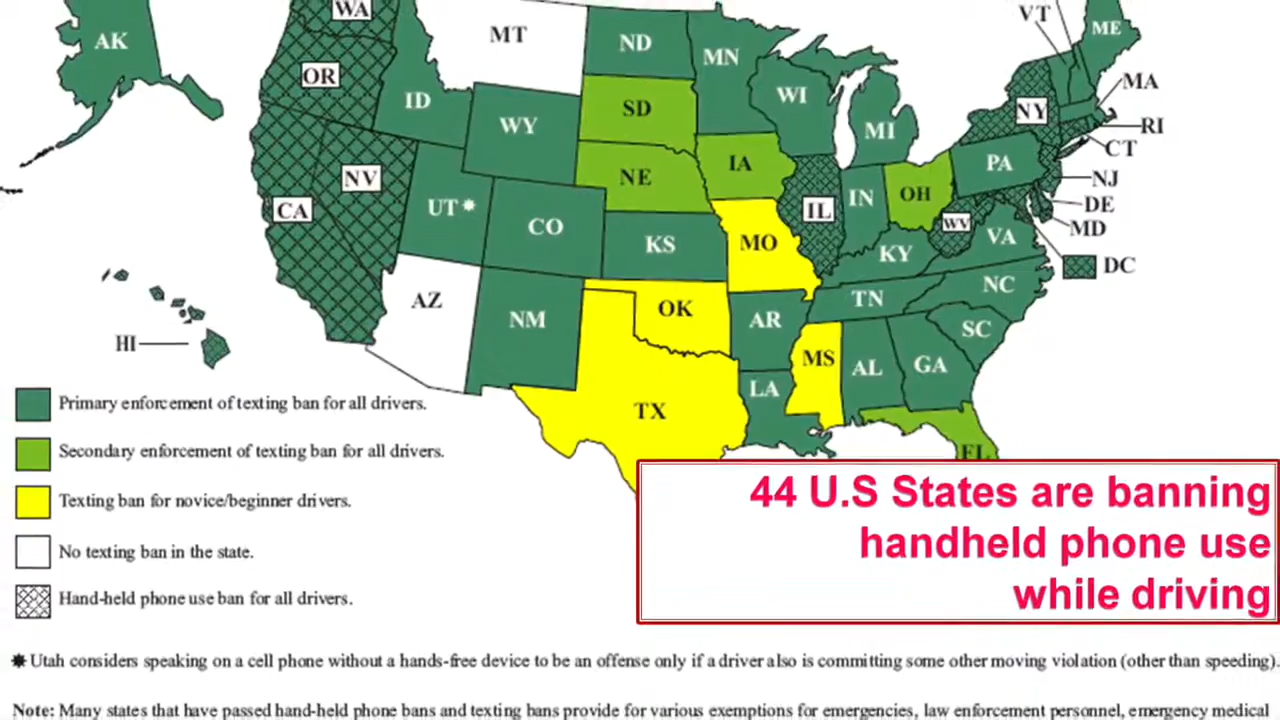 WA
VT
AK
MT
ND
MN
ME
OR
ID
SD
WI
MA
WY
MI
NY
RI
NV
NE
IA
PA
CT
CA
UT✷
CO
KS
MO
IL
IN
OH
WV
VA
NJ
DE
MD
DC
KY
AZ
NM
OK
AR
TN
NC
SC
HI
TX
MS
AL
GA
LA
FL
Primary enforcement of texting ban for all drivers.
Secondary enforcement of texting ban for all drivers.
Texting ban for novice/beginner drivers.
No texting ban in the state.
Hand-held phone use ban for all drivers.
44 U.S States are banning
handheld phone use
while driving
✷ Utah considers speaking on a cell phone without a hands-free device to be an offense only if a driver also is committing some other moving violation (other than speeding).
Note: Many states that have passed hand-held phone bans and texting bans provide for various exemptions for emergencies, law enforcement personnel, emergency medical